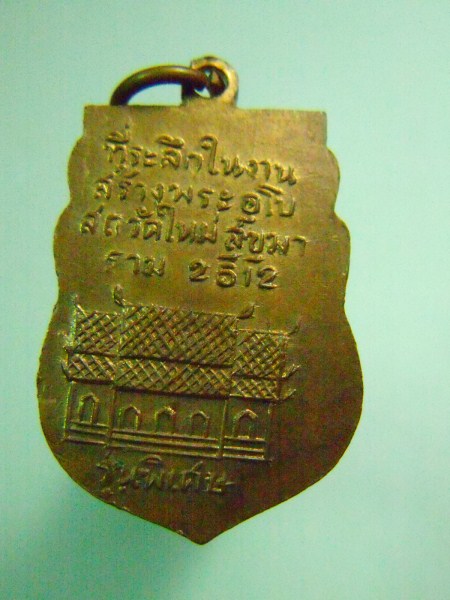 ที่ระลึกในงาน
สร้างพระอุโบ
สถวัดใหม่สุขุมา
ราม ๒๕๑๒
รุ่นพิเศษ